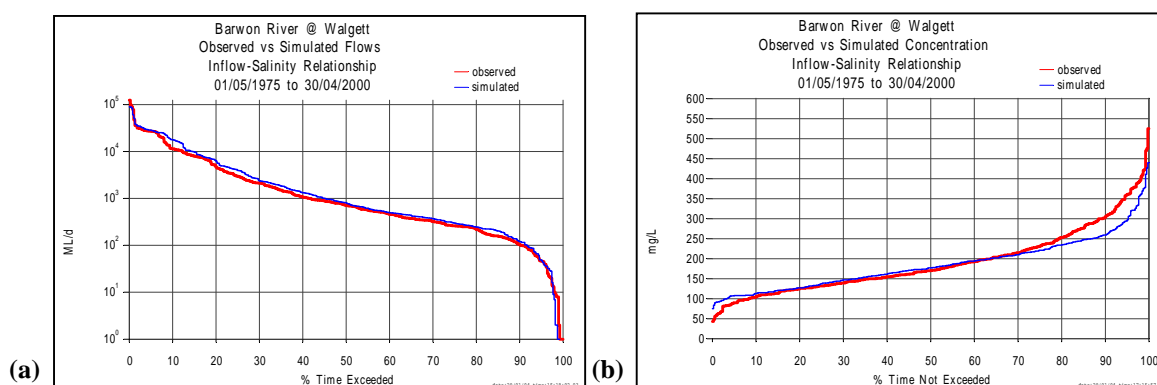 Barwon River @ Walgett
Observed vs Simulated Flows
Inflow-Salinity Relationship
01/05/1975 to 30/04/2000
observed
simulated
10^5
10^4
10^3
10^2
10^1
10^0
ML/d
0 10 20 30 40 50 60 70 80 90 100
% Time Exceeded
(a)
Barwon River @ Walgett
Observed vs Simulated Concentration
Inflow-Salinity Relationship
01/05/1975 to 30/04/2000
observed
simulated
600
550
500
450
400
350
300
250
200
150
100
50
0
mg/L
0 10 20 30 40 50 60 70 80 90 100
% Time Not Exceeded
(b)